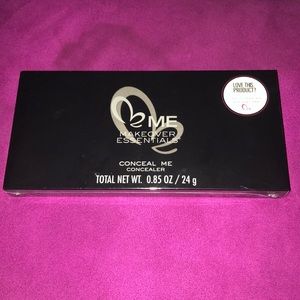 ME
MAKEOVER
ESSENTIALS
CONCEAL ME
CONCEALER
TOTAL NET WT. 0.85 OZ / 24 g
LOVE THIS
PRODUCT?